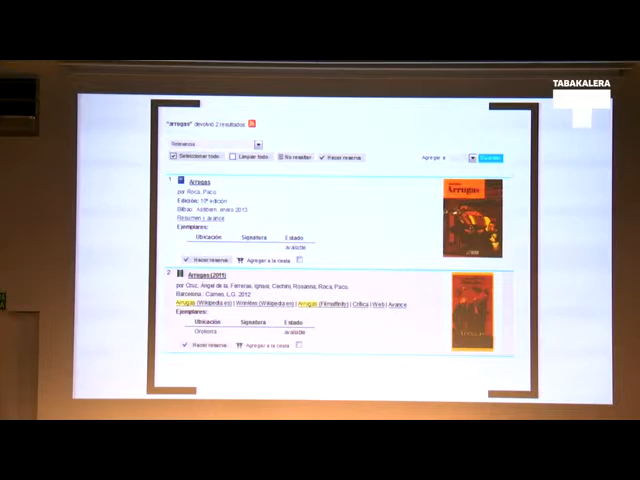 TABAKALERA
"arrugas" devolvió 2 resultados
Relevancia
Seleccionar todo Limpiar todo No resaltar Hacer reserva Agregar a
1 Arrugas
por Roca, Paco.
Edición: 10ª edición
Bilbao : Astiberri, enero 2013
Resumen y avance
Ejemplares:
Ubicación Signatura Estado
available
Hacer reserva Agregar a la cesta
Arrugas
2 Arrugas (2011)
por Cruz, Ángel de la, Ferreras, Ignasi, Cechini, Rosanna, Roca, Paco.
Barcelona : Cameo, L.G. 2012
Arrugas (Wikipedia es) | Wrinkles (Wikipedia en) | Arrugas (Filmaffinity) | Crítica | Web | Avance
Ejemplares:
Ubicación Signatura Estado
Orokorra available
Hacer reserva Agregar a la cesta